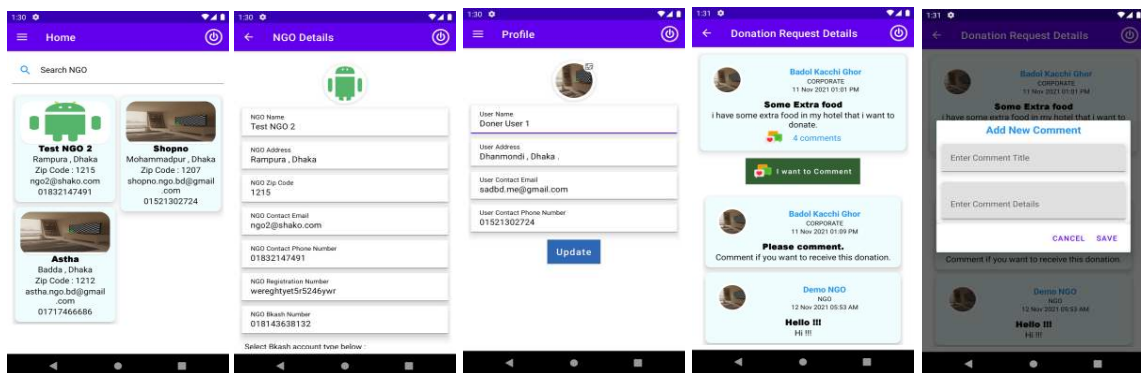 1:30
Home
Search NGO
Test NGO 2
Rampura , Dhaka
Zip Code : 1215
ngo2@shako.com
01832147491
Shopno
Mohammadpur , Dhaka
Zip Code : 1207
shopno.ngo.bd@gmail
.com
01521302724
Astha
Badda , Dhaka
Zip Code : 1212
astha.ngo.bd@gmail
.com
01717466686
1:30
NGO Details
NGO Name
Test NGO 2
NGO Address
Rampura , Dhaka
NGO Zip Code
1215
NGO Contact Email
ngo2@shako.com
NGO Contact Phone Number
01832147491
NGO Registration Number
wereghtyet5r5246ywr
NGO Bkash Number
018143638132
Select Bkash account type below :
1:30
Profile
User Name
Doner User 1
User Address
Dhanmondi , Dhaka .
User Contact Email
sadbd.me@gmail.com
User Contact Phone Number
01521302724
Update
1:31
Donation Request Details
Badol Kacchi Ghor
CORPORATE
11 Nov 2021 01:01 PM
Some Extra food
i have some extra food in my hotel that i want to
donate.
4 comments
I want to Comment
Badol Kacchi Ghor
CORPORATE
11 Nov 2021 01:09 PM
Please comment.
Comment if you want to receive this donation.
Demo NGO
NGO
12 Nov 2021 05:53 AM
Hello !!!
Hi !!!
1:31
Donation Request Details
Badol Kacchi Ghor
CORPORATE
11 Nov 2021 01:01 PM
Some Extra food
i have some extra food in my hotel that i want to
Add New Comment
Enter Comment Title
Enter Comment Details
CANCEL SAVE
Comment if you want to receive this donation.
Demo NGO
NGO
12 Nov 2021 05:53 AM
Hello !!!
Hi !!!